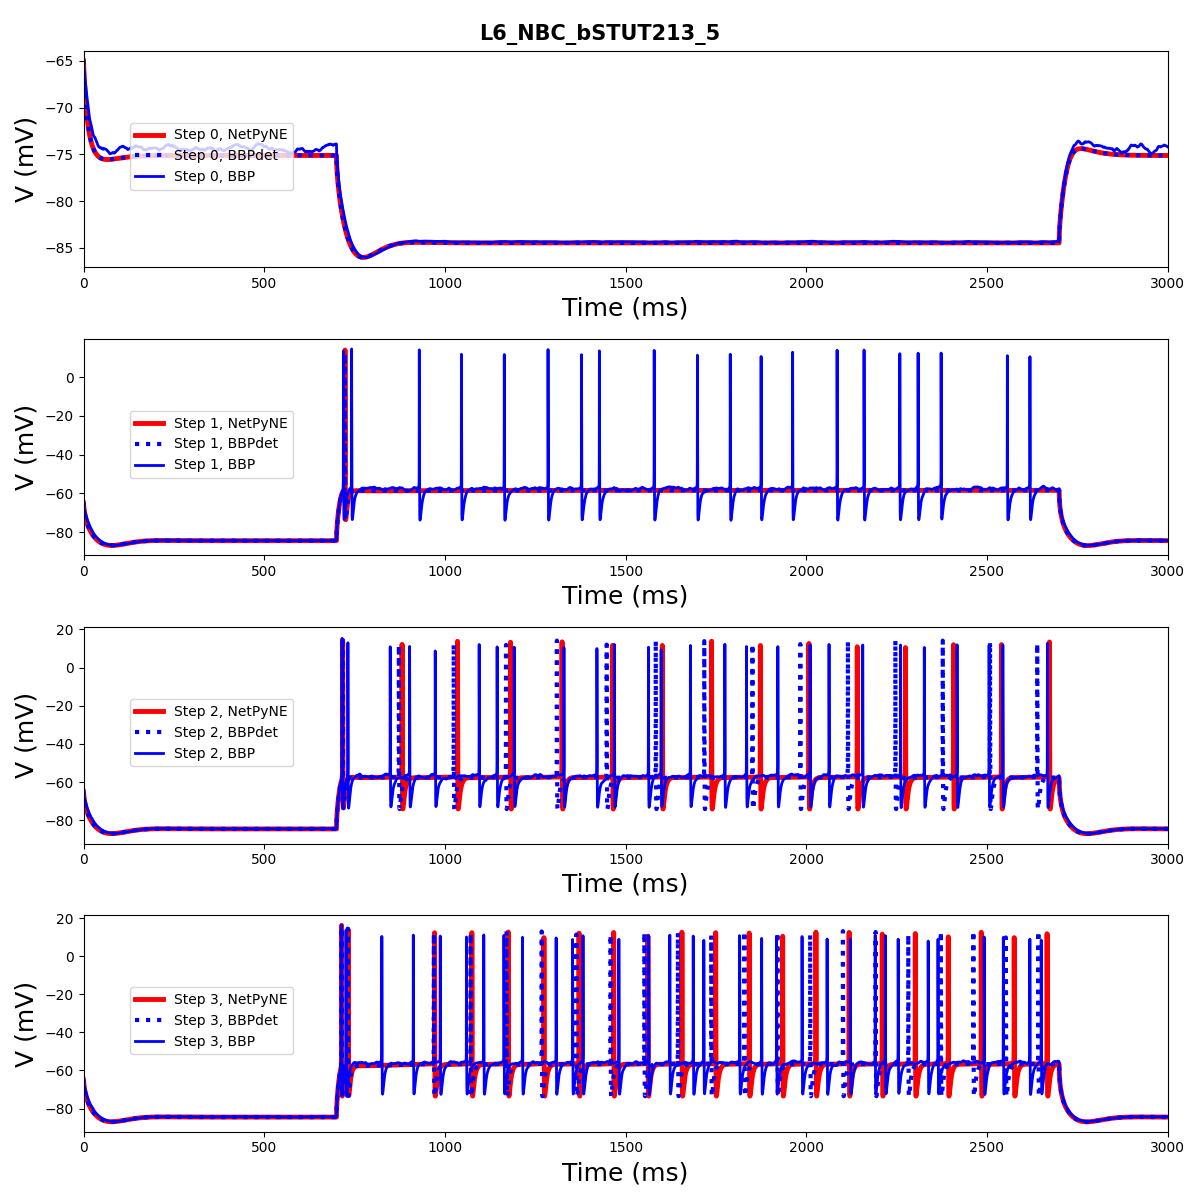 L6_NBC_bSTUT213_5
−65
−70
−75
−80
−85
V (mV)
Step 0, NetPyNE
Step 0, BBPdet
Step 0, BBP
0 500 1000 1500 2000 2500 3000
Time (ms)
0
−20
−40
−60
−80
V (mV)
Step 1, NetPyNE
Step 1, BBPdet
Step 1, BBP
0 500 1000 1500 2000 2500 3000
Time (ms)
20
0
−20
−40
−60
−80
V (mV)
Step 2, NetPyNE
Step 2, BBPdet
Step 2, BBP
0 500 1000 1500 2000 2500 3000
Time (ms)
20
0
−20
−40
−60
−80
V (mV)
Step 3, NetPyNE
Step 3, BBPdet
Step 3, BBP
0 500 1000 1500 2000 2500 3000
Time (ms)